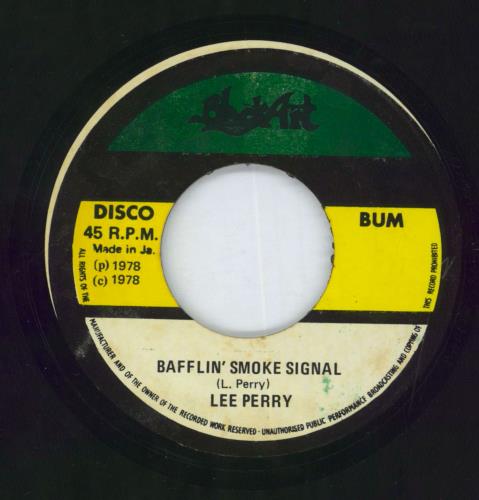 Black Art
DISCO
BUM
45 R.P.M.
Made in Ja.
(p) 1978
(c) 1978
BAFFLIN' SMOKE SIGNAL
(L. Perry)
LEE PERRY
ALL RIGHTS OF THE MANUFACTURER AND OF THE OWNER OF THE RECORDED WORK RESERVED - UNAUTHORISED PUBLIC PERFORMANCE BROADCASTING AND COPYING OF THIS RECORD PROHIBITED